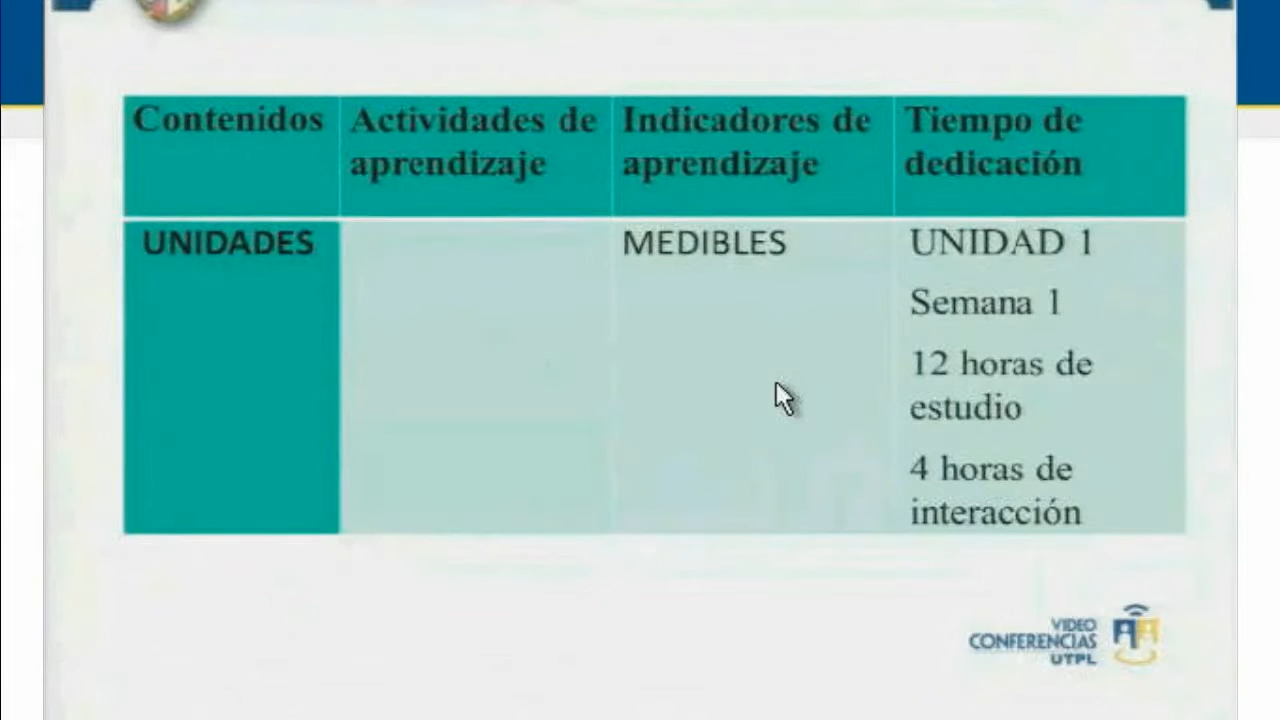 Contenidos
Actividades de
aprendizaje
Indicadores de
aprendizaje
Tiempo de
dedicación
UNIDADES
MEDIBLES
UNIDAD 1
Semana 1
12 horas de
estudio
4 horas de
interacción
VIDEO
CONFERENCIAS
UTPL